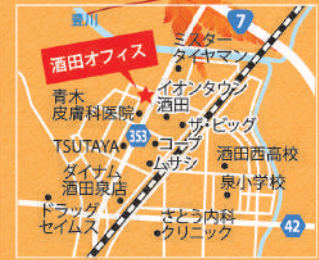 豊川
7
ミスター
タイヤマン
酒田オフィス
イオンタウン
酒田
青木
皮膚科医院
ザ・ビッグ
353
TSUTAYA
コープ
ムサシ
酒田西高校
ダイナム
酒田泉店
泉小学校
ドラッグ
セイムス
さとう内科
クリニック
42